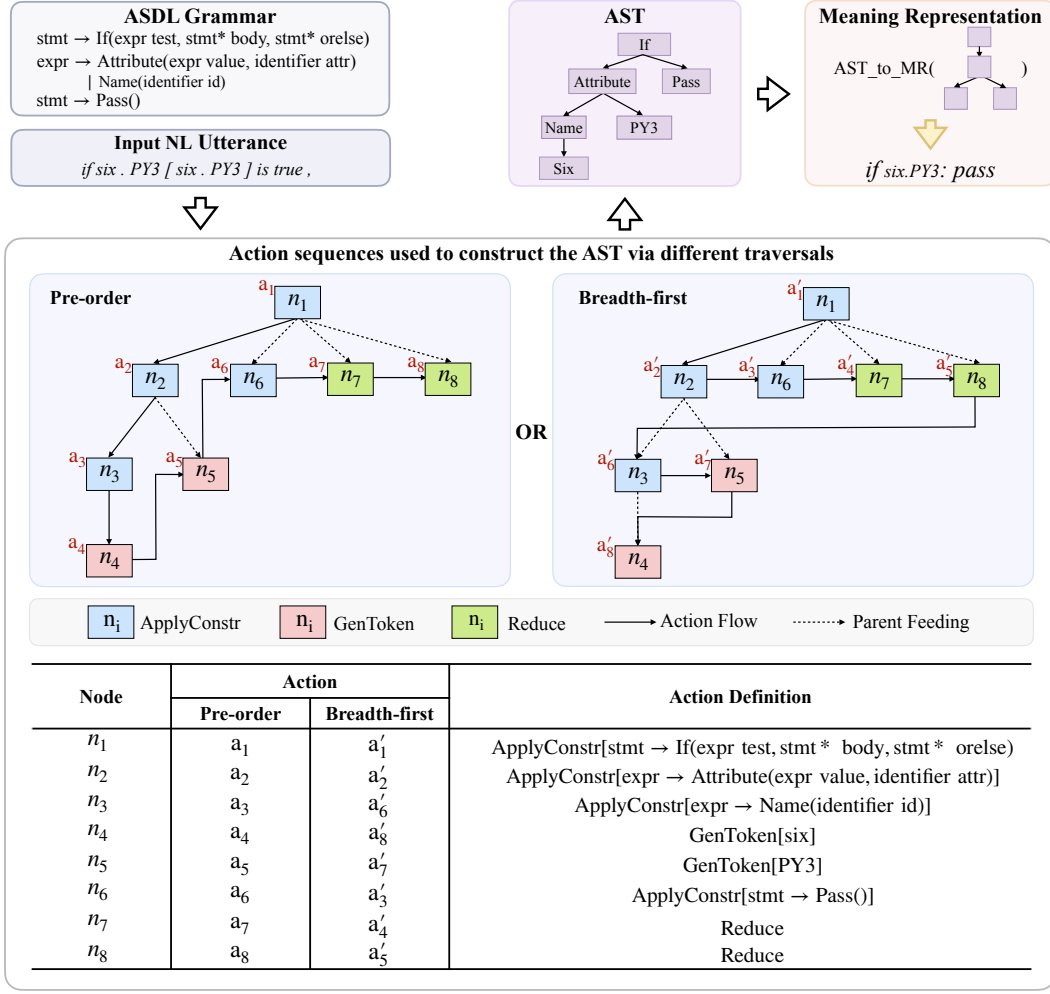 ASDL Grammar
stmt → If(expr test, stmt* body, stmt* orelse)
expr → Attribute(expr value, identifier attr)
| Name(identifier id)
stmt → Pass()
Input NL Utterance
if six . PY3 [ six . PY3 ] is true ,
AST
If
Attribute
Pass
Name
PY3
Six
Meaning Representation
AST_to_MR( )
if six.PY3: pass
Action sequences used to construct the AST via different traversals
Pre-order
a1 n1
a2 n2 a6 n6 a7 n7 a8 n8
a3 n3 a5 n5
a4 n4
OR
Breadth-first
a′1 n1
a′2 n2 a′3 n6 a′4 n7 a′5 n8
a′6 n3 a′7 n5
a′8 n4
ni ApplyConstr ni GenToken ni Reduce Action Flow Parent Feeding
Node Action Action Definition
Pre-order Breadth-first
n1 a1 a′1 ApplyConstr[stmt → If(expr test, stmt * body, stmt * orelse)
n2 a2 a′2 ApplyConstr[expr → Attribute(expr value, identifier attr)]
n3 a3 a′6 ApplyConstr[expr → Name(identifier id)]
n4 a4 a′8 GenToken[six]
n5 a5 a′7 GenToken[PY3]
n6 a6 a′3 ApplyConstr[stmt → Pass()]
n7 a7 a′4 Reduce
n8 a8 a′5 Reduce